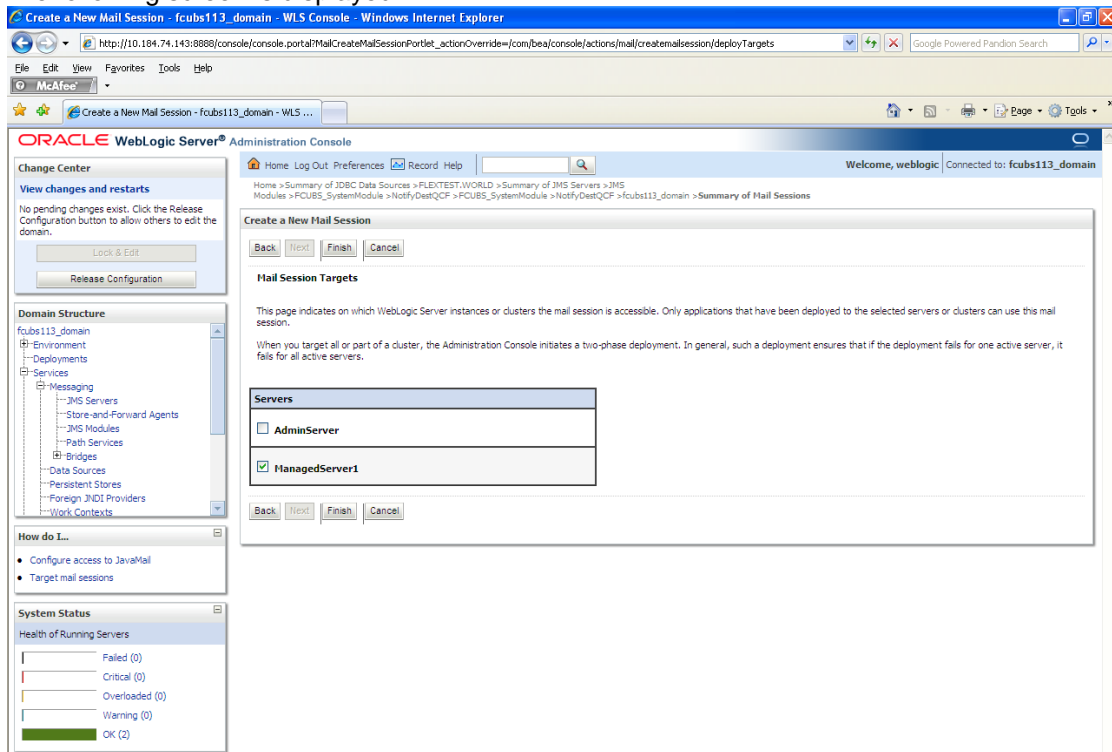 Create a New Mail Session - fcubs113_domain - WLS Console - Windows Internet Explorer
http://10.184.74.143:8888/console/console.portal?MailCreateMailSessionPortlet_actionOverride=/com/bea/console/actions/mail/createmailsession/deployTargets
Google Powered Pandion Search
File Edit View Favorites Tools Help
McAfee
Create a New Mail Session - fcubs113_domain - WLS ...
Page Tools
ORACLE WebLogic Server® Administration Console
Change Center
View changes and restarts
No pending changes exist. Click the Release
Configuration button to allow others to edit the
domain.
Lock & Edit
Release Configuration
Domain Structure
fcubs113_domain
Environment
Deployments
Services
Messaging
JMS Servers
Store-and-Forward Agents
JMS Modules
Path Services
Bridges
Data Sources
Persistent Stores
Foreign JNDI Providers
Work Contexts
How do I...
Configure access to JavaMail
Target mail sessions
System Status
Health of Running Servers
Failed (0)
Critical (0)
Overloaded (0)
Warning (0)
OK (2)
Home Log Out Preferences Record Help
Welcome, weblogic Connected to: fcubs113_domain
Home >Summary of JDBC Data Sources >FLEXTEST.WORLD >Summary of JMS Servers >JMS
Modules >FCUBS_SystemModule >NotifyDestQCF >FCUBS_SystemModule >NotifyDestQCF >fcubs113_domain >Summary of Mail Sessions
Create a New Mail Session
Back Next Finish Cancel
Mail Session Targets
This page indicates on which WebLogic Server instances or clusters the mail session is accessible. Only applications that have been deployed to the selected servers or clusters can use this mail
session.
When you target all or part of a cluster, the Administration Console initiates a two-phase deployment. In general, such a deployment ensures that if the deployment fails for one active server, it
fails for all active servers.
Servers
AdminServer
ManagedServer1
Back Next Finish Cancel